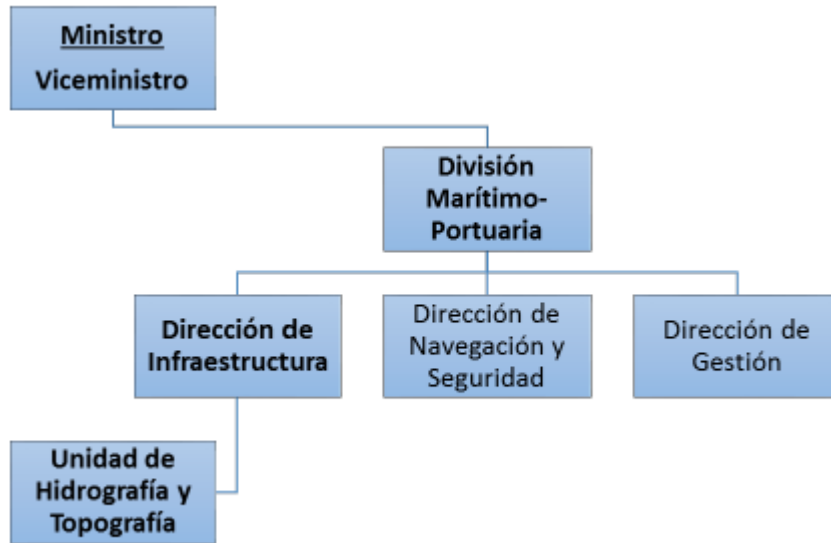 Ministro
Viceministro
División
Marítimo-
Portuaria
Dirección de
Infraestructura
Dirección de
Navegación y
Seguridad
Dirección de
Gestión
Unidad de
Hidrografía y
Topografía